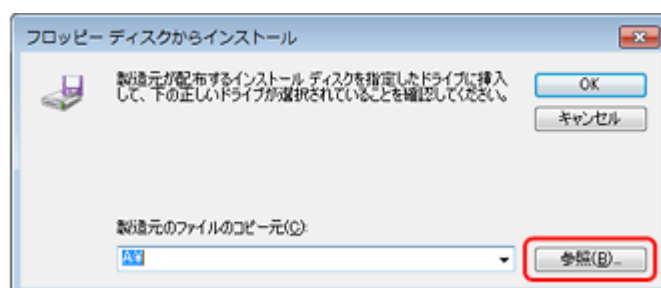 フロッピー ディスクからインストール
製造元が配布するインストール ディスクを指定したドライブに挿入
して、下の正しいドライブが選択されていることを確認してください。
OK
キャンセル
製造元のファイルのコピー元(C):
A:¥
参照(B)...